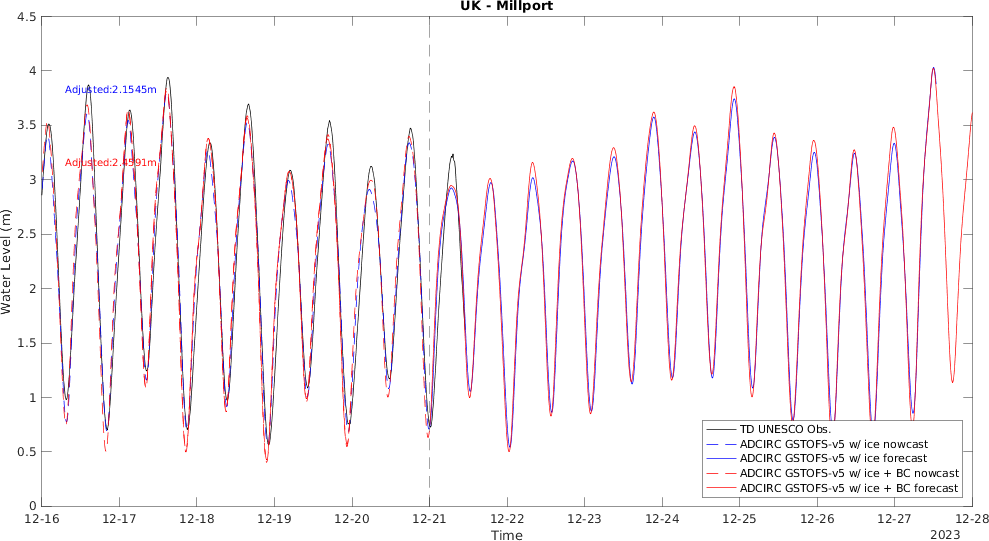 UK - Millport
4.5
4
3.5
3
2.5
2
1.5
1
0.5
0
Water Level (m)
Adjusted:2.1545m
Adjusted:2.4591m
TD UNESCO Obs.
ADCIRC GSTOFS-v5 w/ ice nowcast
ADCIRC GSTOFS-v5 w/ ice forecast
ADCIRC GSTOFS-v5 w/ ice + BC nowcast
ADCIRC GSTOFS-v5 w/ ice + BC forecast
12-16 12-17 12-18 12-19 12-20 12-21 12-22 12-23 12-24 12-25 12-26 12-27 12-28
Time
2023